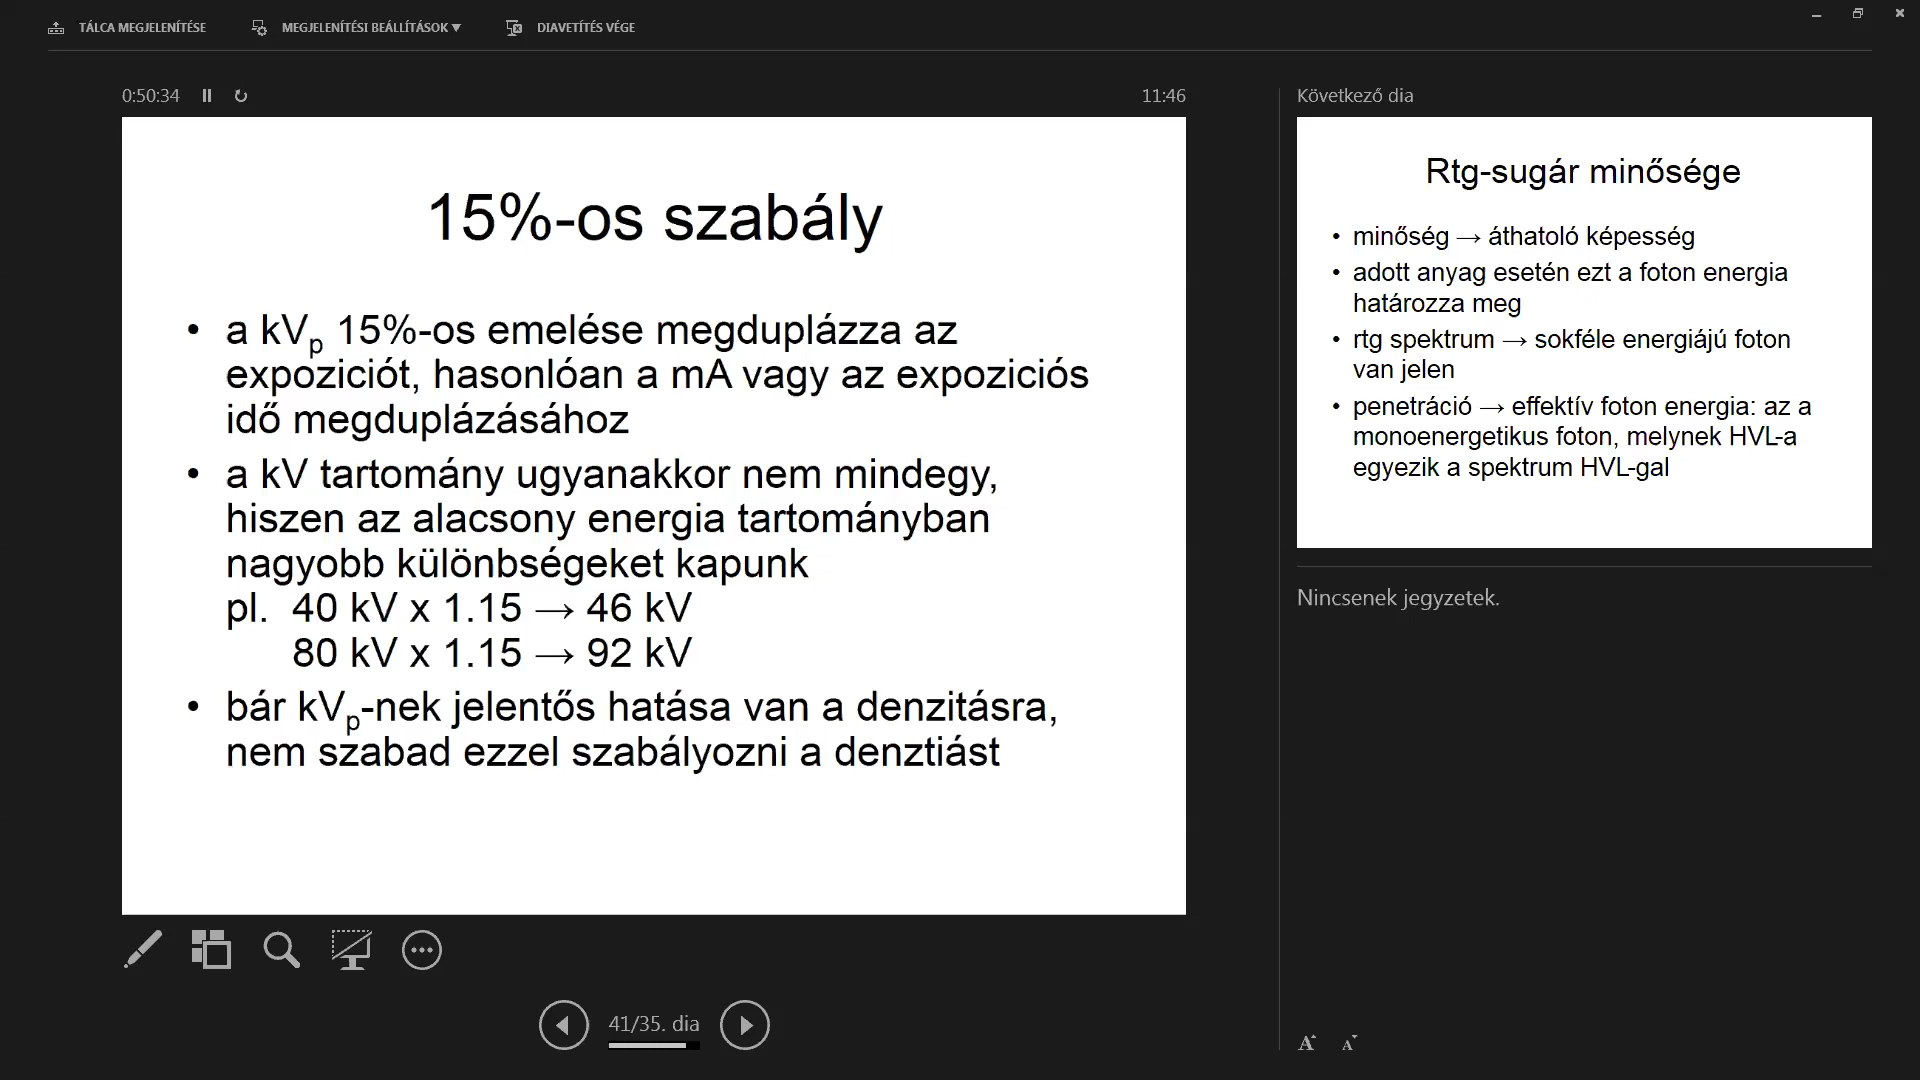 TÁLCA MEGJELENÍTÉSE
MEGJELENÍTÉSI BEÁLLÍTÁSOK
DIAVETÍTÉS VÉGE
0:50:34
11:46
15%-os szabály
• a kVp 15%-os emelése megduplázza az
expozíciót, hasonlóan a mA vagy az expozíciós
idő megduplázásához
• a kV tartomány ugyanakkor nem mindegy,
hiszen az alacsony energia tartományban
nagyobb különbségeket kapunk
pl. 40 kV x 1.15 → 46 kV
80 kV x 1.15 → 92 kV
• bár kVp-nek jelentős hatása van a denzitásra,
nem szabad ezzel szabályozni a denztiást
41/35. dia
Következő dia
Rtg-sugár minősége
• minőség → áthatoló képesség
• adott anyag esetén ezt a foton energia
határozza meg
• rtg spektrum → sokféle energiájú foton
van jelen
• penetráció → effektív foton energia: az a
monoenergetikus foton, melynek HVL-a
egyezik a spektrum HVL-gal
Nincsenek jegyzetek.
A A